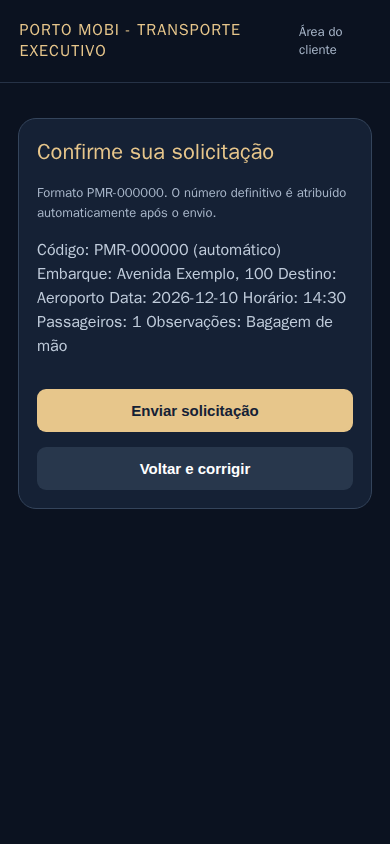 PORTO MOBI - TRANSPORTE
EXECUTIVO
Área do
cliente
Confirme sua solicitação
Formato PMR-000000. O número definitivo é atribuído
automaticamente após o envio.
Código: PMR-000000 (automático)
Embarque: Avenida Exemplo, 100 Destino:
Aeroporto Data: 2026-12-10 Horário: 14:30
Passageiros: 1 Observações: Bagagem de
mão
Enviar solicitação
Voltar e corrigir